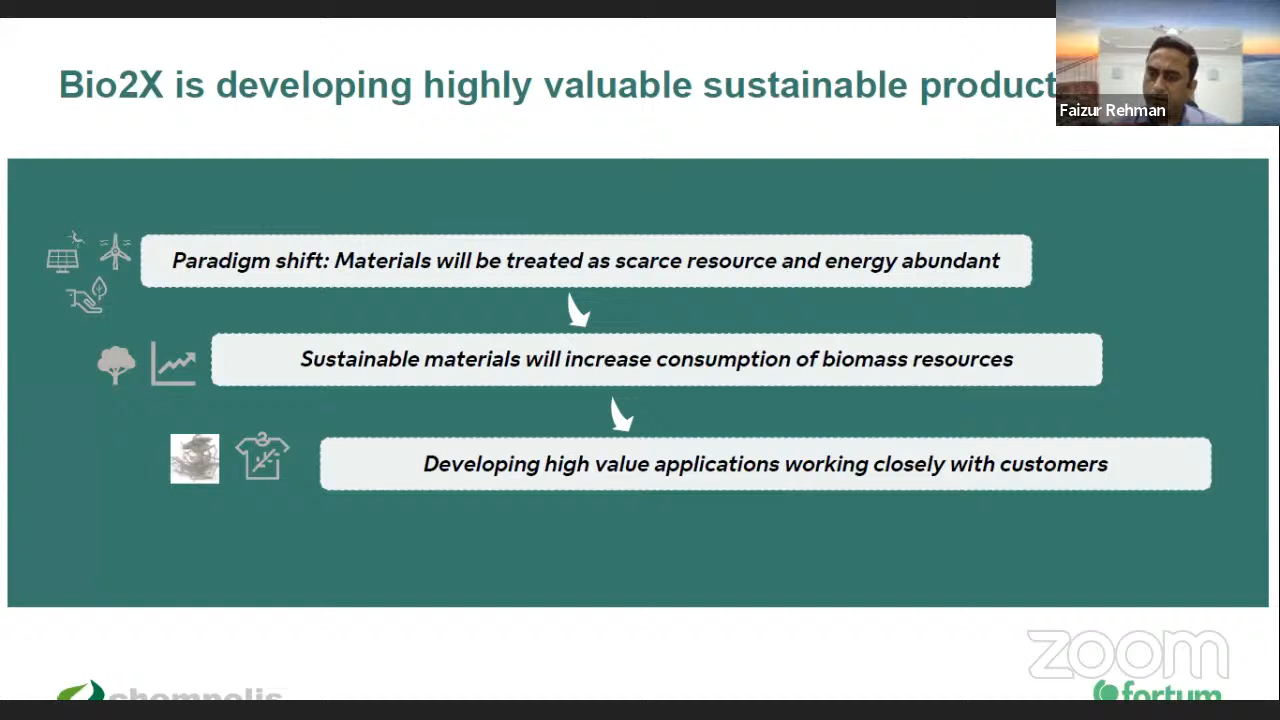 Bio2X is developing highly valuable sustainable product
Faizur Rehman
Paradigm shift: Materials will be treated as scarce resource and energy abundant
Sustainable materials will increase consumption of biomass resources
Developing high value applications working closely with customers
zoom
chempolis
fortum